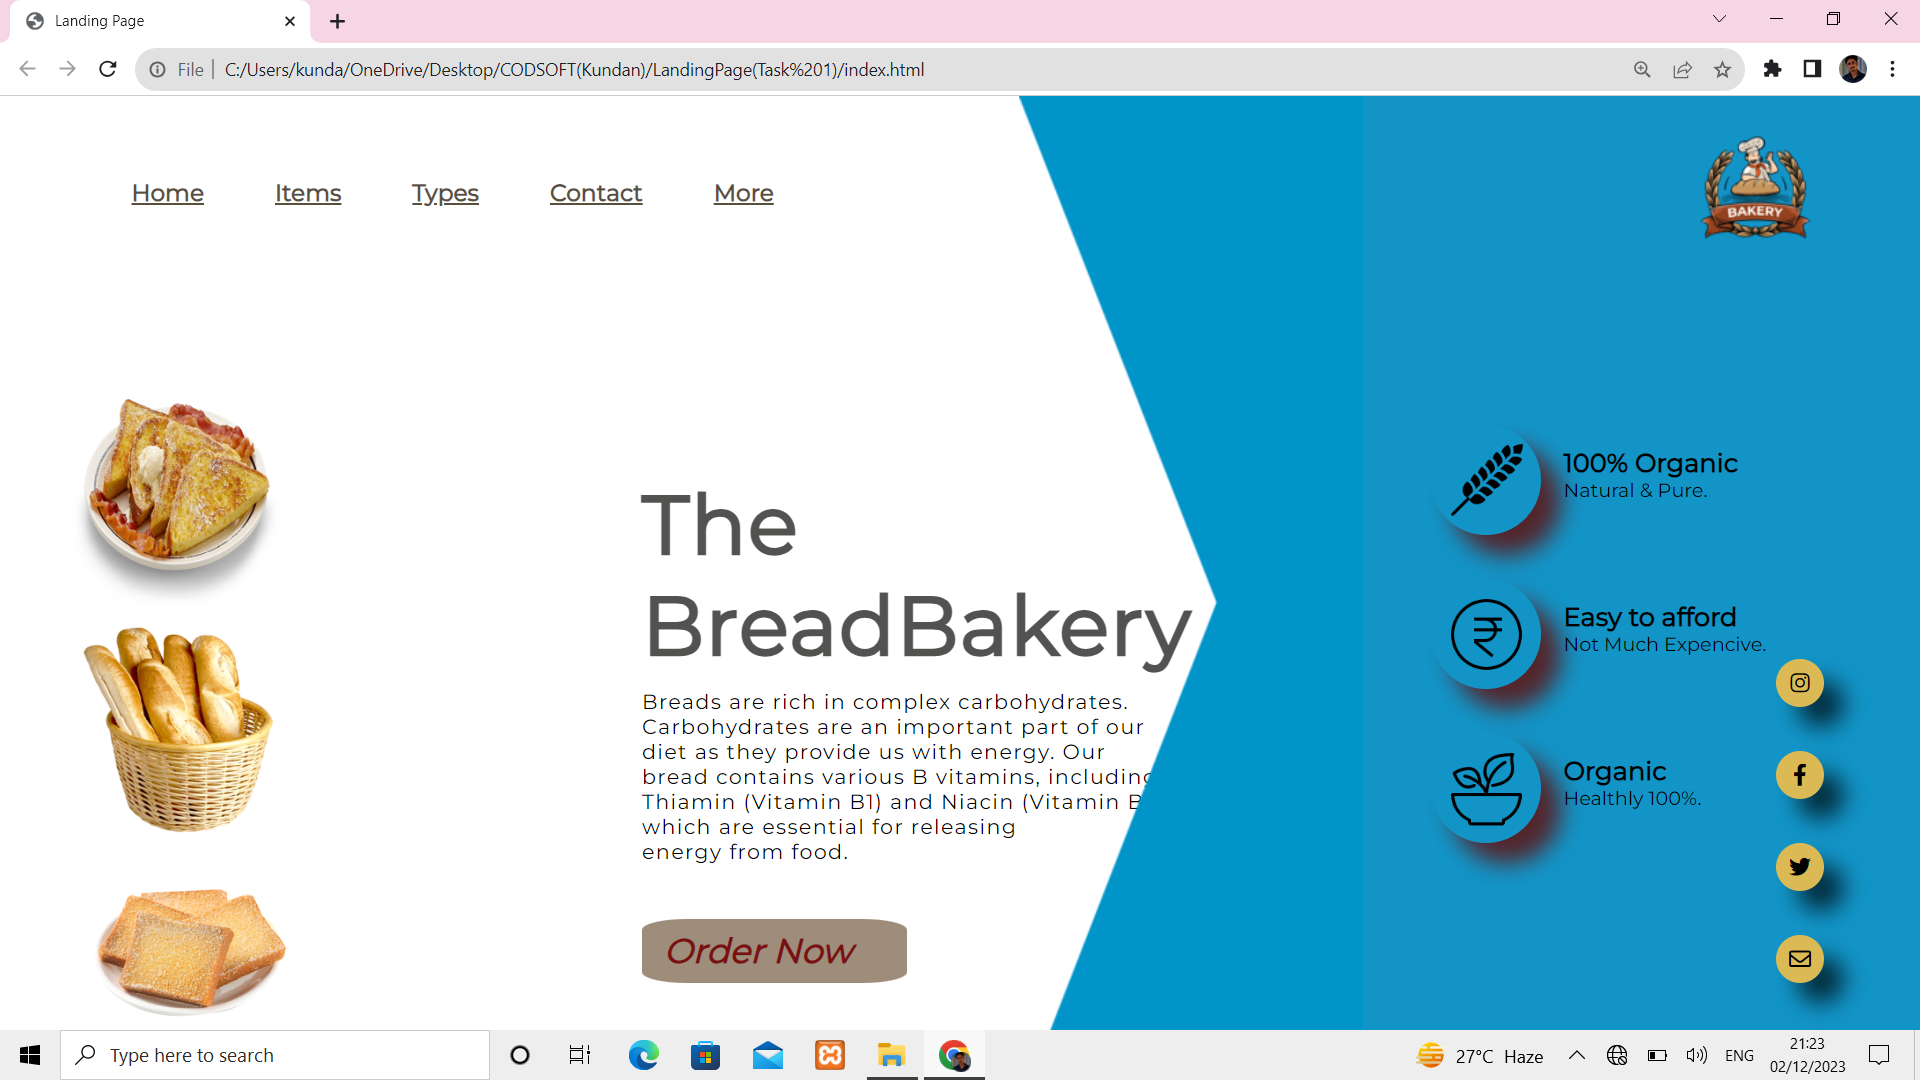 Landing Page
File
C:/Users/kunda/OneDrive/Desktop/CODSOFT(Kundan)/LandingPage(Task%201)/index.html
Home Items Types Contact More
BAKERY
The
BreadBakery
Breads are rich in complex carbohydrates.
Carbohydrates are an important part of our
diet as they provide us with energy. Our
bread contains various B vitamins, including
Thiamin (Vitamin B1) and Niacin (Vitamin B
which are essential for releasing
energy from food.
Order Now
100% Organic
Natural & Pure.
Easy to afford
Not Much Expencive.
Organic
Healthly 100%.
Type here to search
27°C Haze
ENG
21:23
02/12/2023